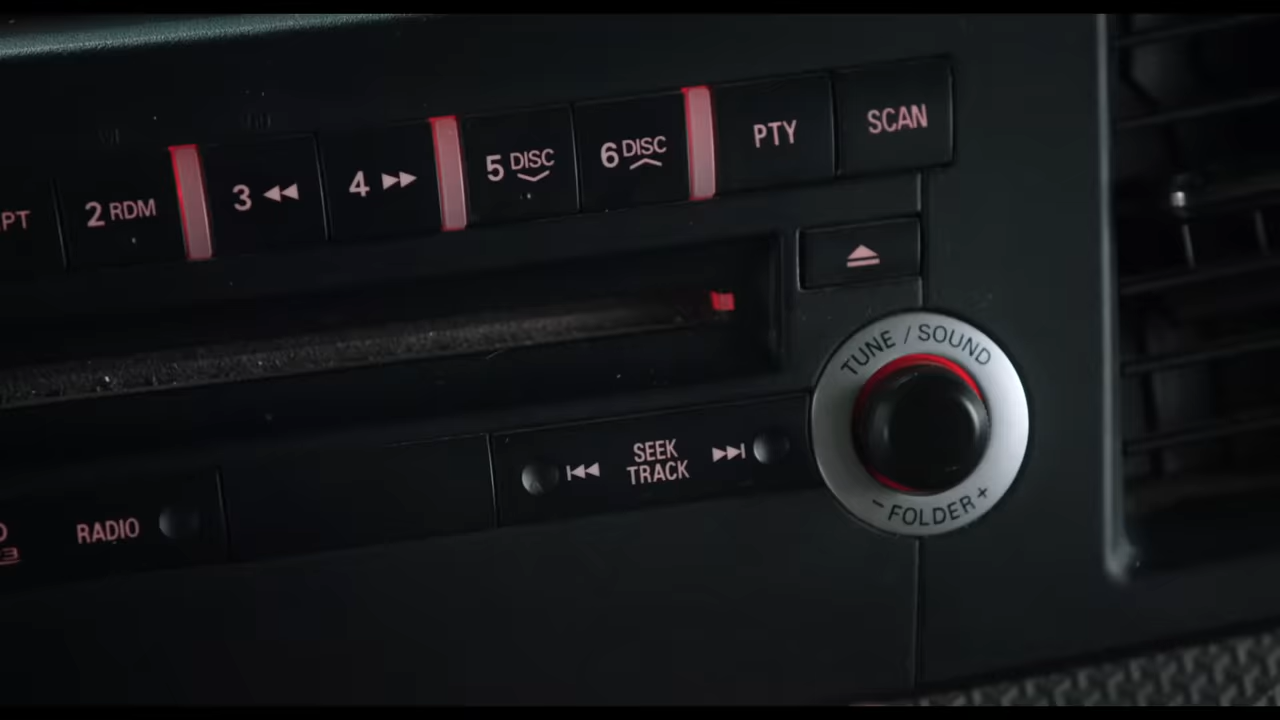 PT
2 RDM
3
4
5 DISC
6 DISC
PTY
SCAN
TUNE / SOUND
SEEK
TRACK
- FOLDER +
RADIO